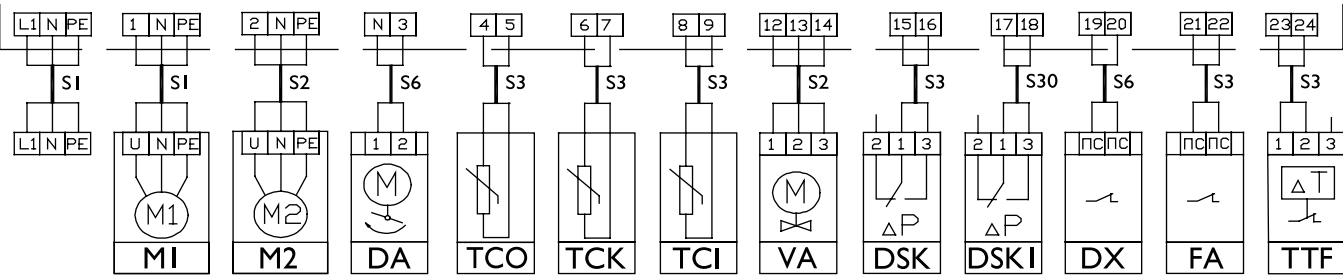 L1 N PE 1 N PE 2 N PE N 3 4 5 6 7 8 9 12 13 14 15 16 17 18 19 20 21 22 23 24
S1 S1 S2 S6 S3 S3 S3 S2 S3 S30 S6 S3 S3
L1 N PE U N PE U N PE 1 2 1 2 3 2 1 3 2 1 3 ПС ПС ПС ПС 1 2 3
M1 M2 M M ΔP ΔP ΔT
M1 M2 DA TCO TCK TCI VA DSK DSK1 DX FA TTF